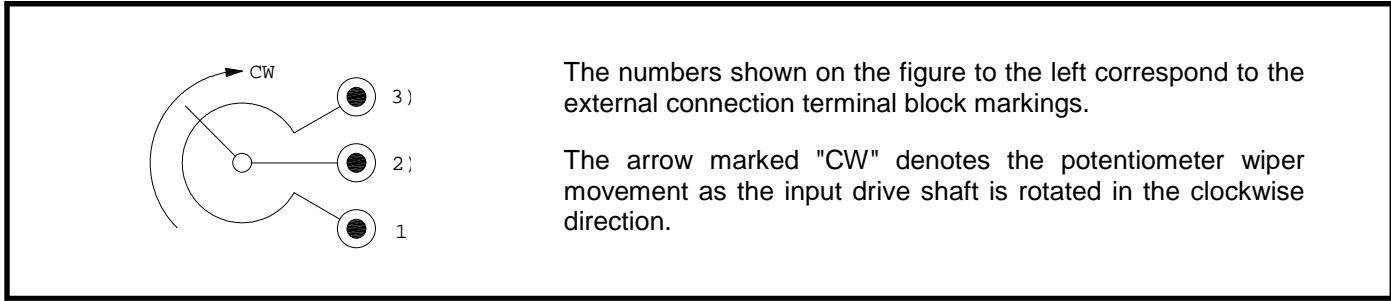 CW
3)
2)
1
The numbers shown on the figure to the left correspond to the
external connection terminal block markings.
The arrow marked "CW" denotes the potentiometer wiper
movement as the input drive shaft is rotated in the clockwise
direction.